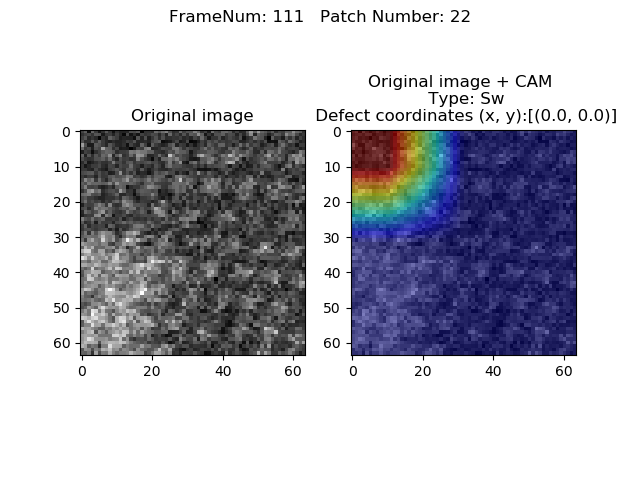 FrameNum: 111   Patch Number: 22
Original image
Original image + CAM
Type: Sw
Defect coordinates (x, y):[(0.0, 0.0)]
0
10
20
30
40
50
60
0 20 40 60
0
10
20
30
40
50
60
0 20 40 60